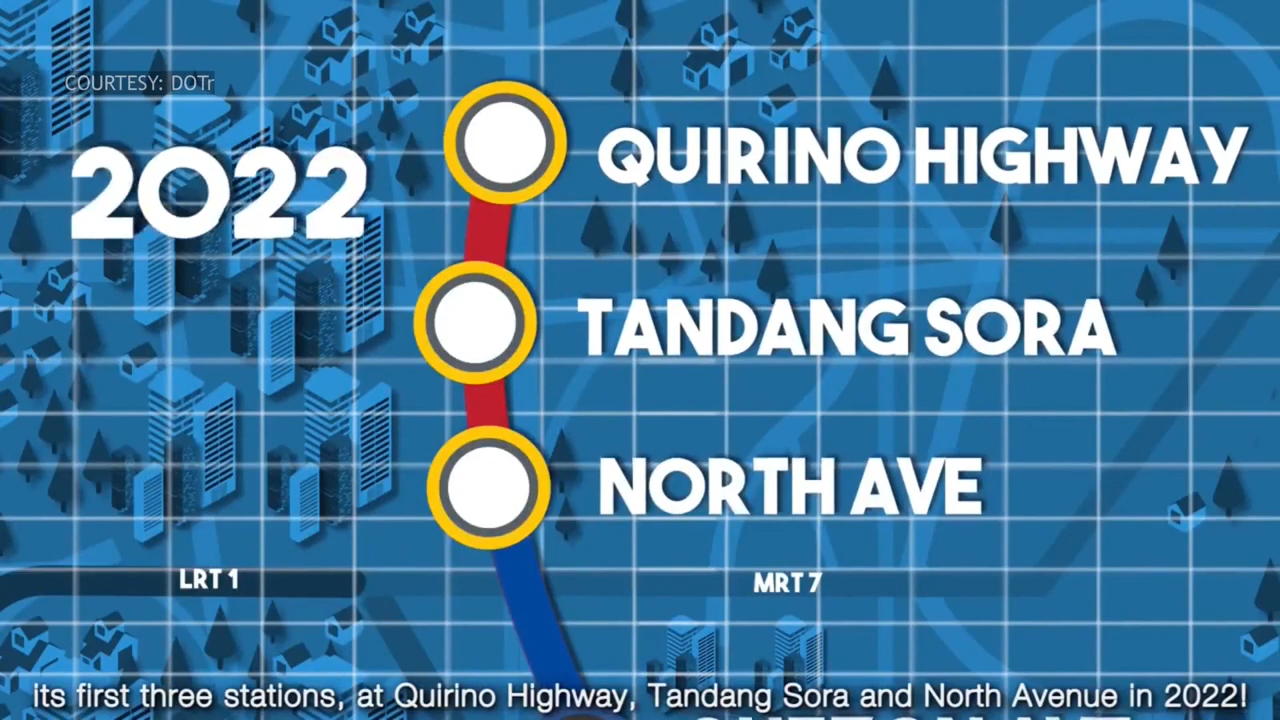 COURTESY: DOTr
2022
QUIRINO HIGHWAY
TANDANG SORA
NORTH AVE
LRT 1
MRT 7
its first three stations, at Quirino Highway, Tandang Sora and North Avenue in 2022!